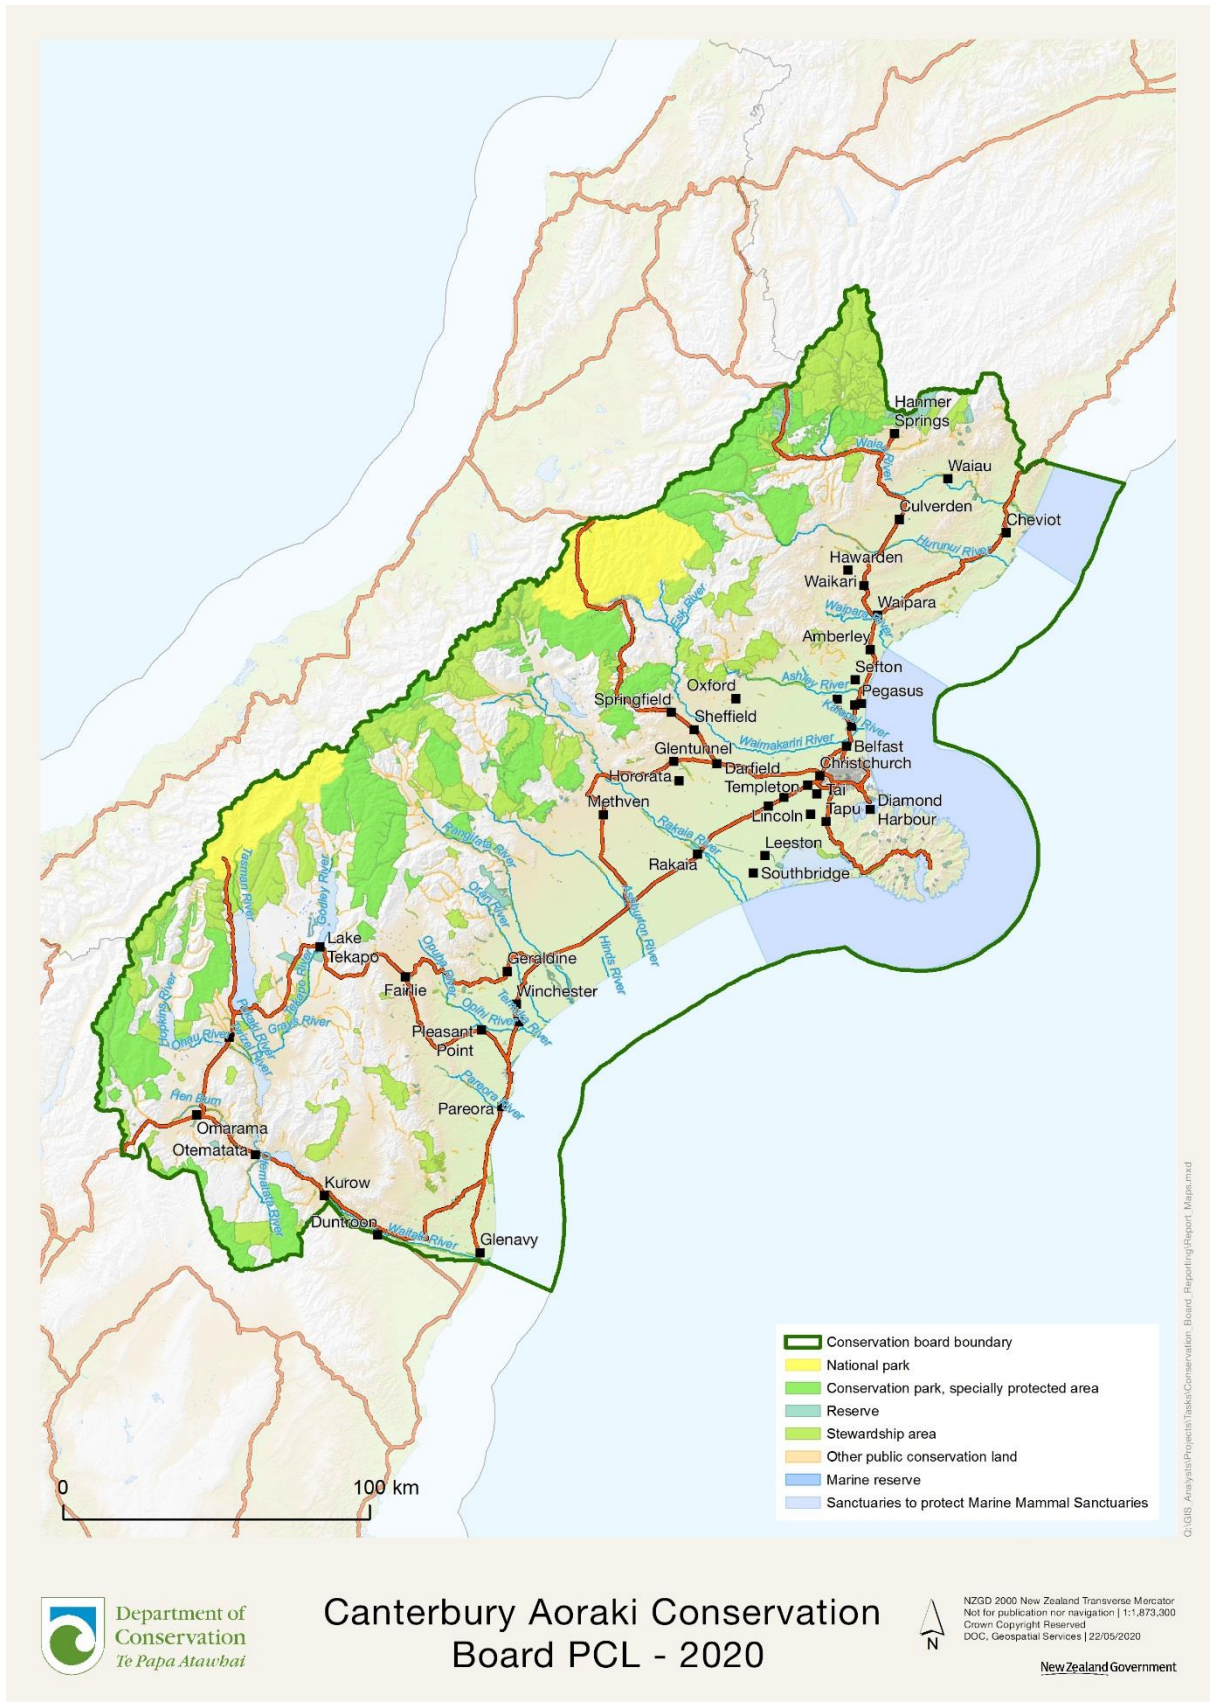 Hanmer
Springs
Waiau River
Waiau
Culverden
Cheviot
Hurunui River
Hawarden
Waikari
Waipara
Waipara River
Amberley
Sefton
Esk River
Oxford
Ashley River
Pegasus
Springfield
Kaiapoi River
Sheffield
Waimakariri River
Belfast
Glentunnel
Christchurch
Darfield
Hororata
Templeton
Tai
Tapu
Methven
Lincoln
Diamond
Harbour
Rakaia River
Rangitata River
Leeston
Rakaia
Southbridge
Tasman River
Godley River
Orari River
Ashburton River
Lake
Tekapo
Opuha River
Hinds River
Geraldine
Fairlie
Winchester
Tekapo River
Hopkins River
Temuka River
Opihi River
Pukaki River
Grays River
Ohau River
Twizel River
Pleasant
Point
Pareora River
Hen Burn
Pareora
Omarama
Otematata
Otematata River
Kurow
Duntroon
Waitaki River
Glenavy
Conservation board boundary
National park
Conservation park, specially protected area
Reserve
Stewardship area
Other public conservation land
Marine reserve
Sanctuaries to protect Marine Mammal Sanctuaries
0 100 km
Q:\GIS_Analysts\Projects\Tasks\Conservation_Board_Reporting\Report_Maps.mxd
Department of
Conservation
Te Papa Atawhai
Canterbury Aoraki Conservation
Board PCL - 2020
N
NZGD 2000 New Zealand Transverse Mercator
Not for publication nor navigation | 1:1,873,300
Crown Copyright Reserved
DOC, Geospatial Services | 22/05/2020
New Zealand Government